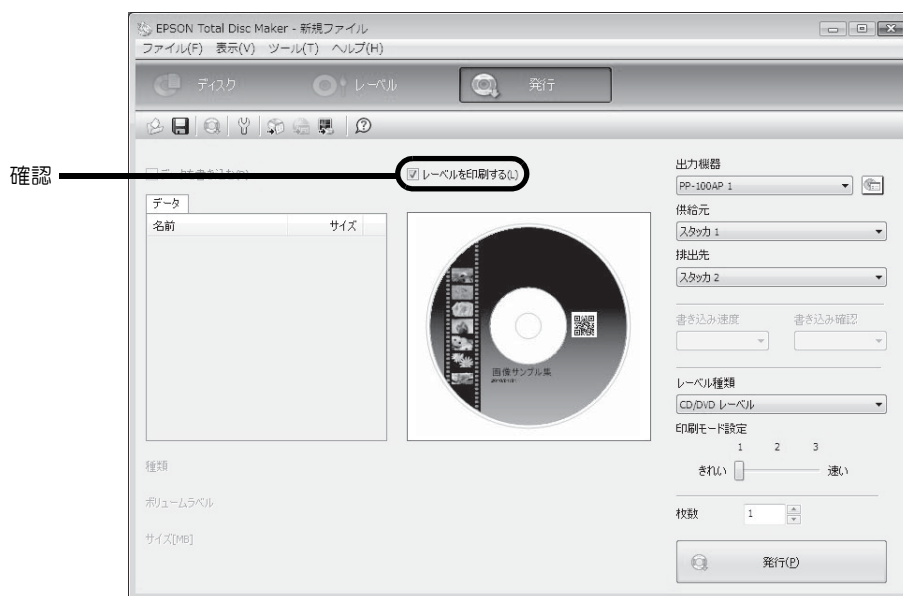 EPSON Total Disc Maker - 新規ファイル
ファイル(F) 表示(V) ツール(T) ヘルプ(H)
ディスク レーベル 発行
確認
レーベルを印刷する(L)
データ
名前 サイズ
画像サンプル集
種類
ボリュームラベル
サイズ[MB]
出力機器
PP-100AP 1
供給元
スタッカ 1
排出先
スタッカ 2
書き込み速度 書き込み確認
レーベル種類
CD/DVD レーベル
印刷モード設定
1 2 3
きれい 速い
枚数 1
発行(P)